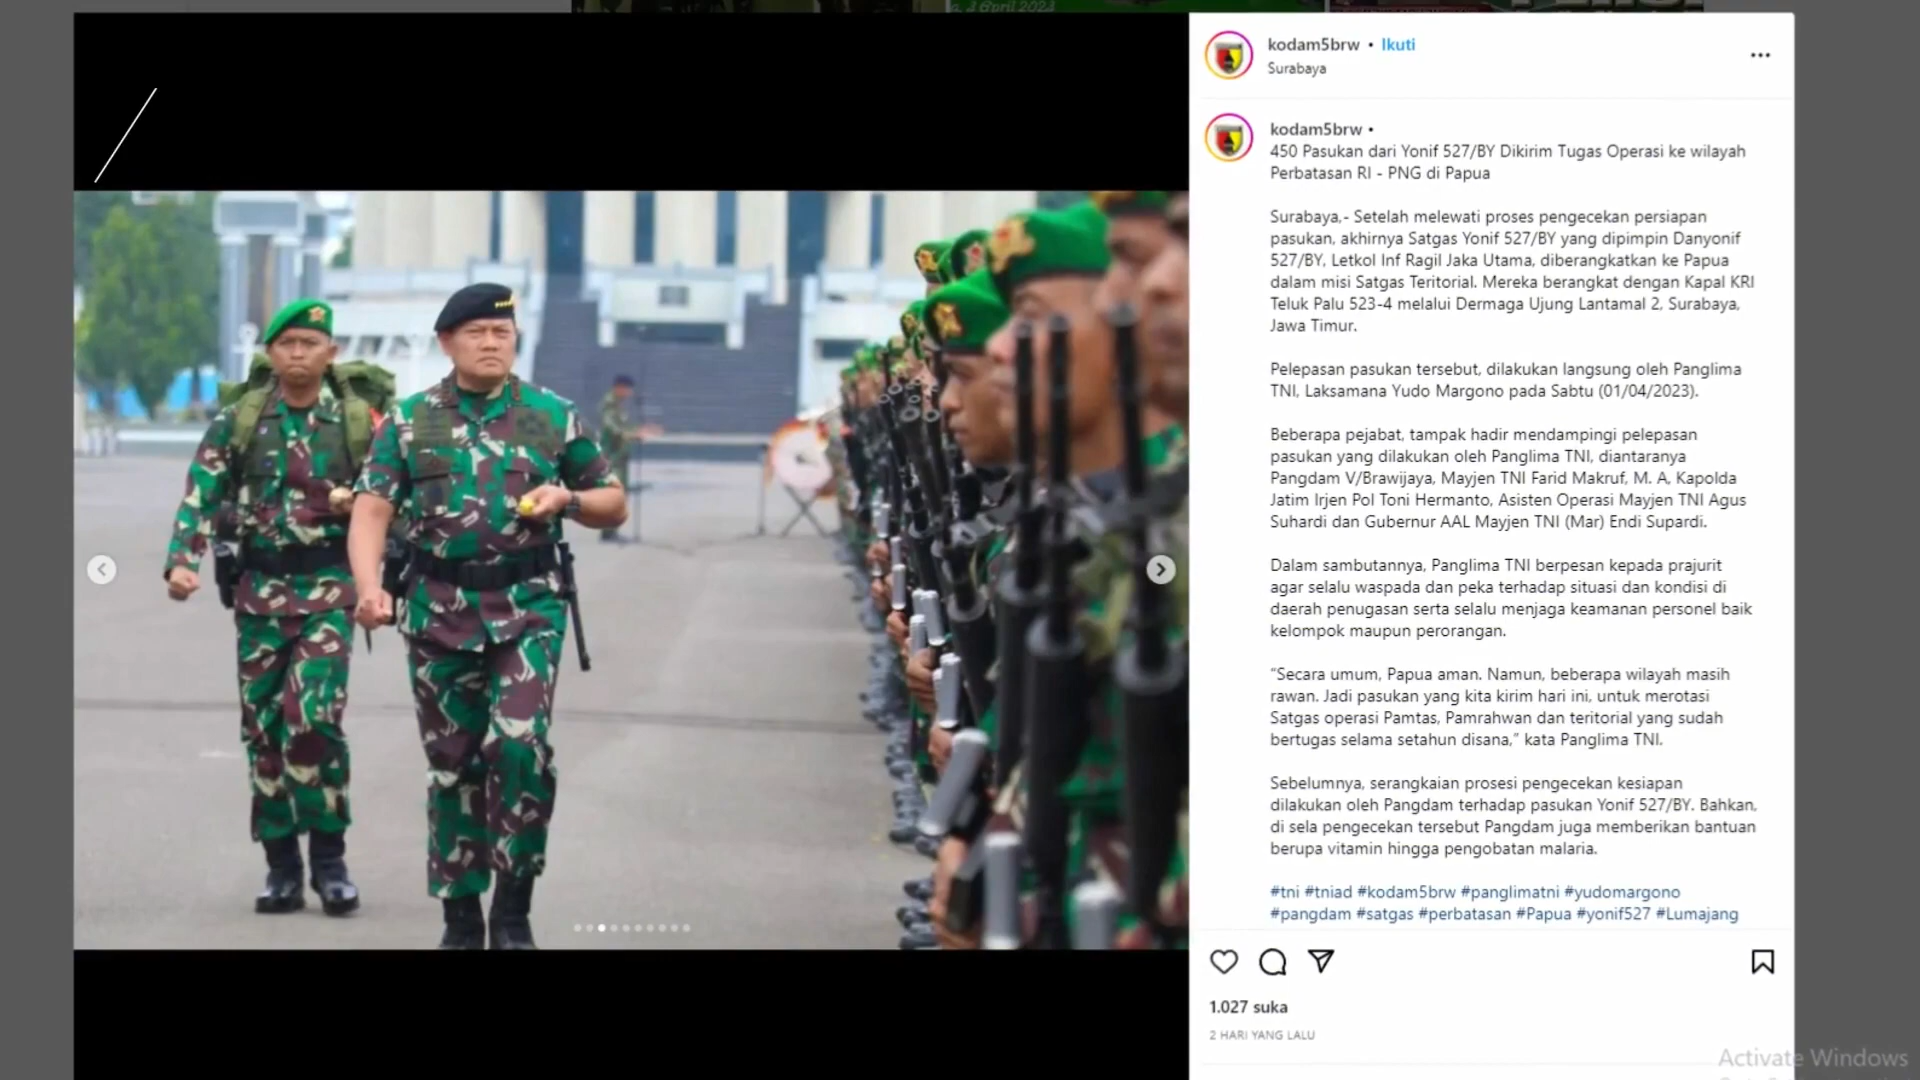 a, 3 April 2023
kodam5brw • Ikuti
Surabaya
kodam5brw •
450 Pasukan dari Yonif 527/BY Dikirim Tugas Operasi ke wilayah
Perbatasan RI - PNG di Papua
Surabaya,- Setelah melewati proses pengecekan persiapan
pasukan, akhirnya Satgas Yonif 527/BY yang dipimpin Danyonif
527/BY, Letkol Inf Ragil Jaka Utama, diberangkatkan ke Papua
dalam misi Satgas Teritorial. Mereka berangkat dengan Kapal KRI
Teluk Palu 523-4 melalui Dermaga Ujung Lantamal 2, Surabaya,
Jawa Timur.
Pelepasan pasukan tersebut, dilakukan langsung oleh Panglima
TNI, Laksamana Yudo Margono pada Sabtu (01/04/2023).
Beberapa pejabat, tampak hadir mendampingi pelepasan
pasukan yang dilakukan oleh Panglima TNI, diantaranya
Pangdam V/Brawijaya, Mayjen TNI Farid Makruf, M. A, Kapolda
Jatim Irjen Pol Toni Hermanto, Asisten Operasi Mayjen TNI Agus
Suhardi dan Gubernur AAL Mayjen TNI (Mar) Endi Supardi.
Dalam sambutannya, Panglima TNI berpesan kepada prajurit
agar selalu waspada dan peka terhadap situasi dan kondisi di
daerah penugasan serta selalu menjaga keamanan personel baik
kelompok maupun perorangan.
“Secara umum, Papua aman. Namun, beberapa wilayah masih
rawan. Jadi pasukan yang kita kirim hari ini, untuk merotasi
Satgas operasi Pamtas, Pamrahwan dan teritorial yang sudah
bertugas selama setahun disana,” kata Panglima TNI.
Sebelumnya, serangkaian prosesi pengecekan kesiapan
dilakukan oleh Pangdam terhadap pasukan Yonif 527/BY. Bahkan,
di sela pengecekan tersebut Pangdam juga memberikan bantuan
berupa vitamin hingga pengobatan malaria.
#tni #tniad #kodam5brw #panglimatni #yudomargono
#pangdam #satgas #perbatasan #Papua #yonif527 #Lumajang
1.027 suka
2 HARI YANG LALU
Activate Windows